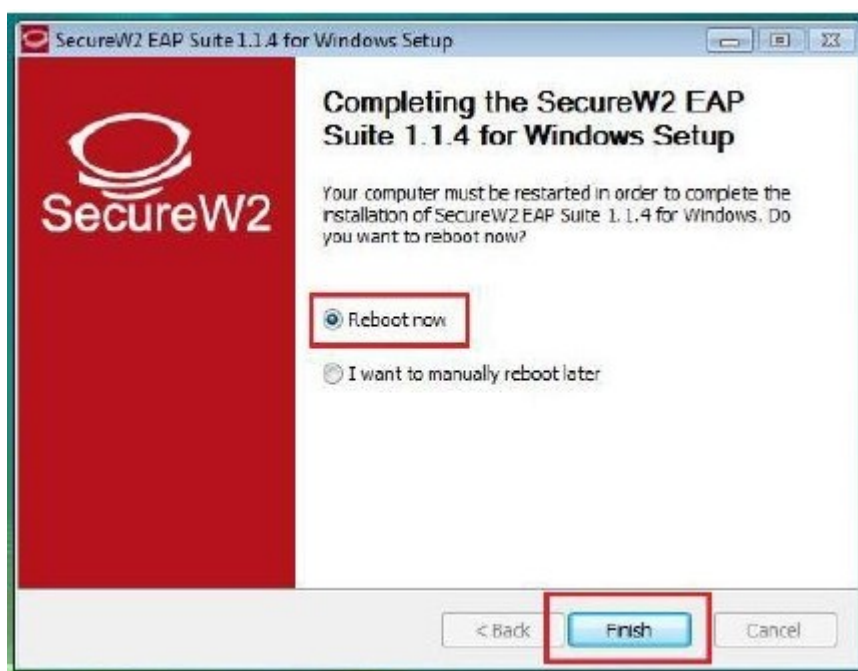 SecureW2 EAP Suite 1.1.4 for Windows Setup
SecureW2
Completing the SecureW2 EAP
Suite 1.1.4 for Windows Setup
Your computer must be restarted in order to complete the
installation of SecureW2 EAP Suite 1.1.4 for Windows. Do
you want to reboot now?
Reboot now
I want to manually reboot later
< Back
Finish
Cancel